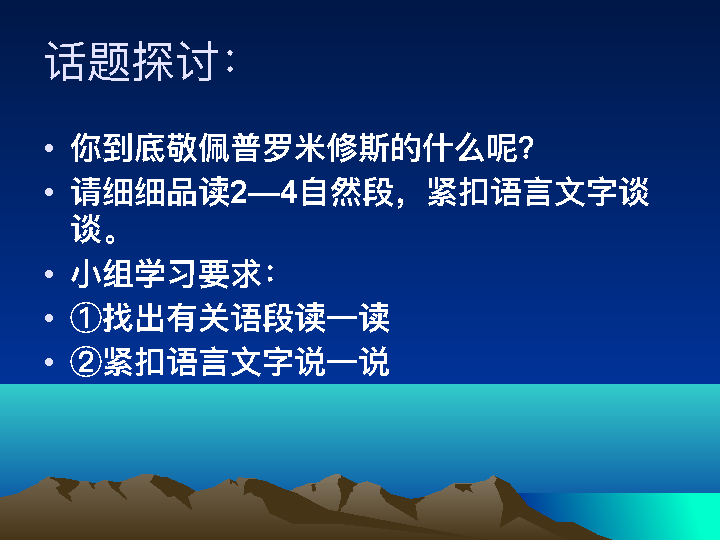 话题探讨：
• 你到底敬佩普罗米修斯的什么呢？
• 请细细品读2—4自然段，紧扣语言文字谈
谈。
• 小组学习要求：
• ①找出有关语段读一读
• ②紧扣语言文字说一说